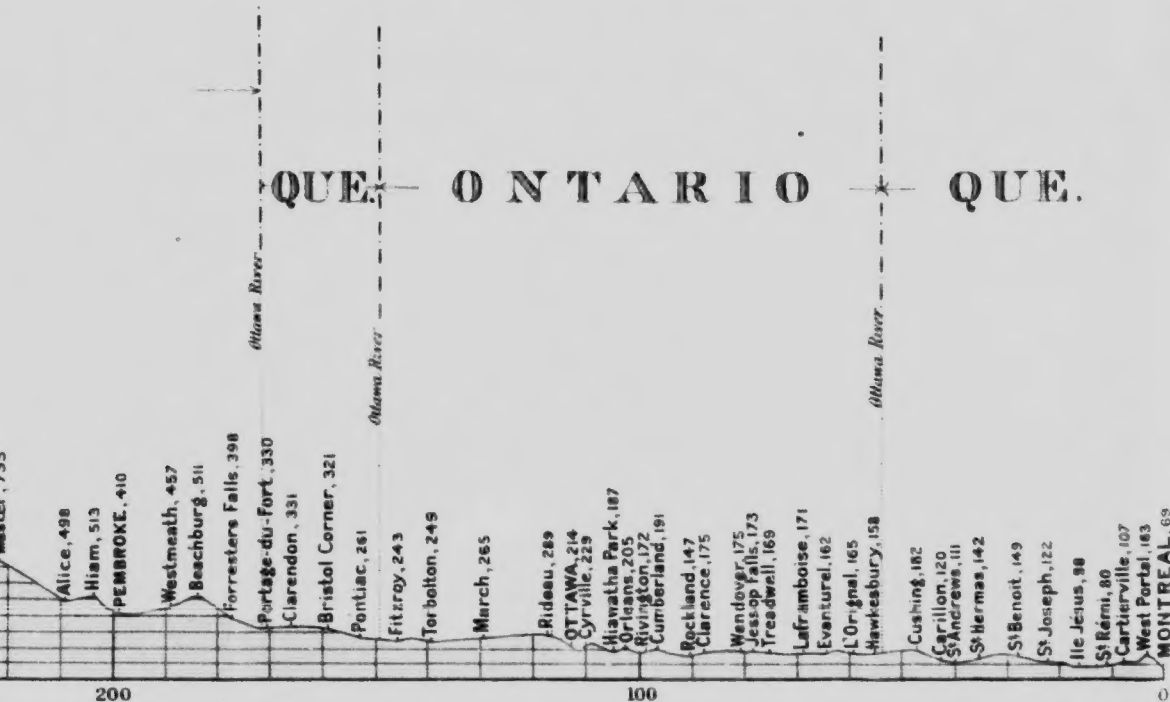 QUE. ONTARIO QUE.
Ottawa River
Ottawa River
Ottawa River
Alice, 498
Hiam, 513
PEMBROKE, 410
Westmeath, 457
Beachburg, 511
Forresters Falls, 398
Portage-du-Fort, 330
Clarendon, 331
Bristol Corner, 321
Pontiac, 261
Fitzroy, 243
Torbolton, 249
March, 265
Rideau, 289
OTTAWA, 214
Cyrville, 229
Hiawatha Park, 187
Orleans, 205
Rivington, 172
Cumberland, 191
Rockland, 147
Clarence, 175
Wendover, 175
Jessop Falls, 173
Treadwell, 169
Laframboise, 171
Evanturel, 162
L'Orignal, 165
Hawkesbury, 158
Cushing, 162
Carillon, 120
St Andrews, 111
St Hermas, 142
St Benoit, 149
St Joseph, 122
Ile Jésus, 98
St Rémi, 80
Cartierville, 107
West Portal, 163
MONTREAL, 69
200 100 0